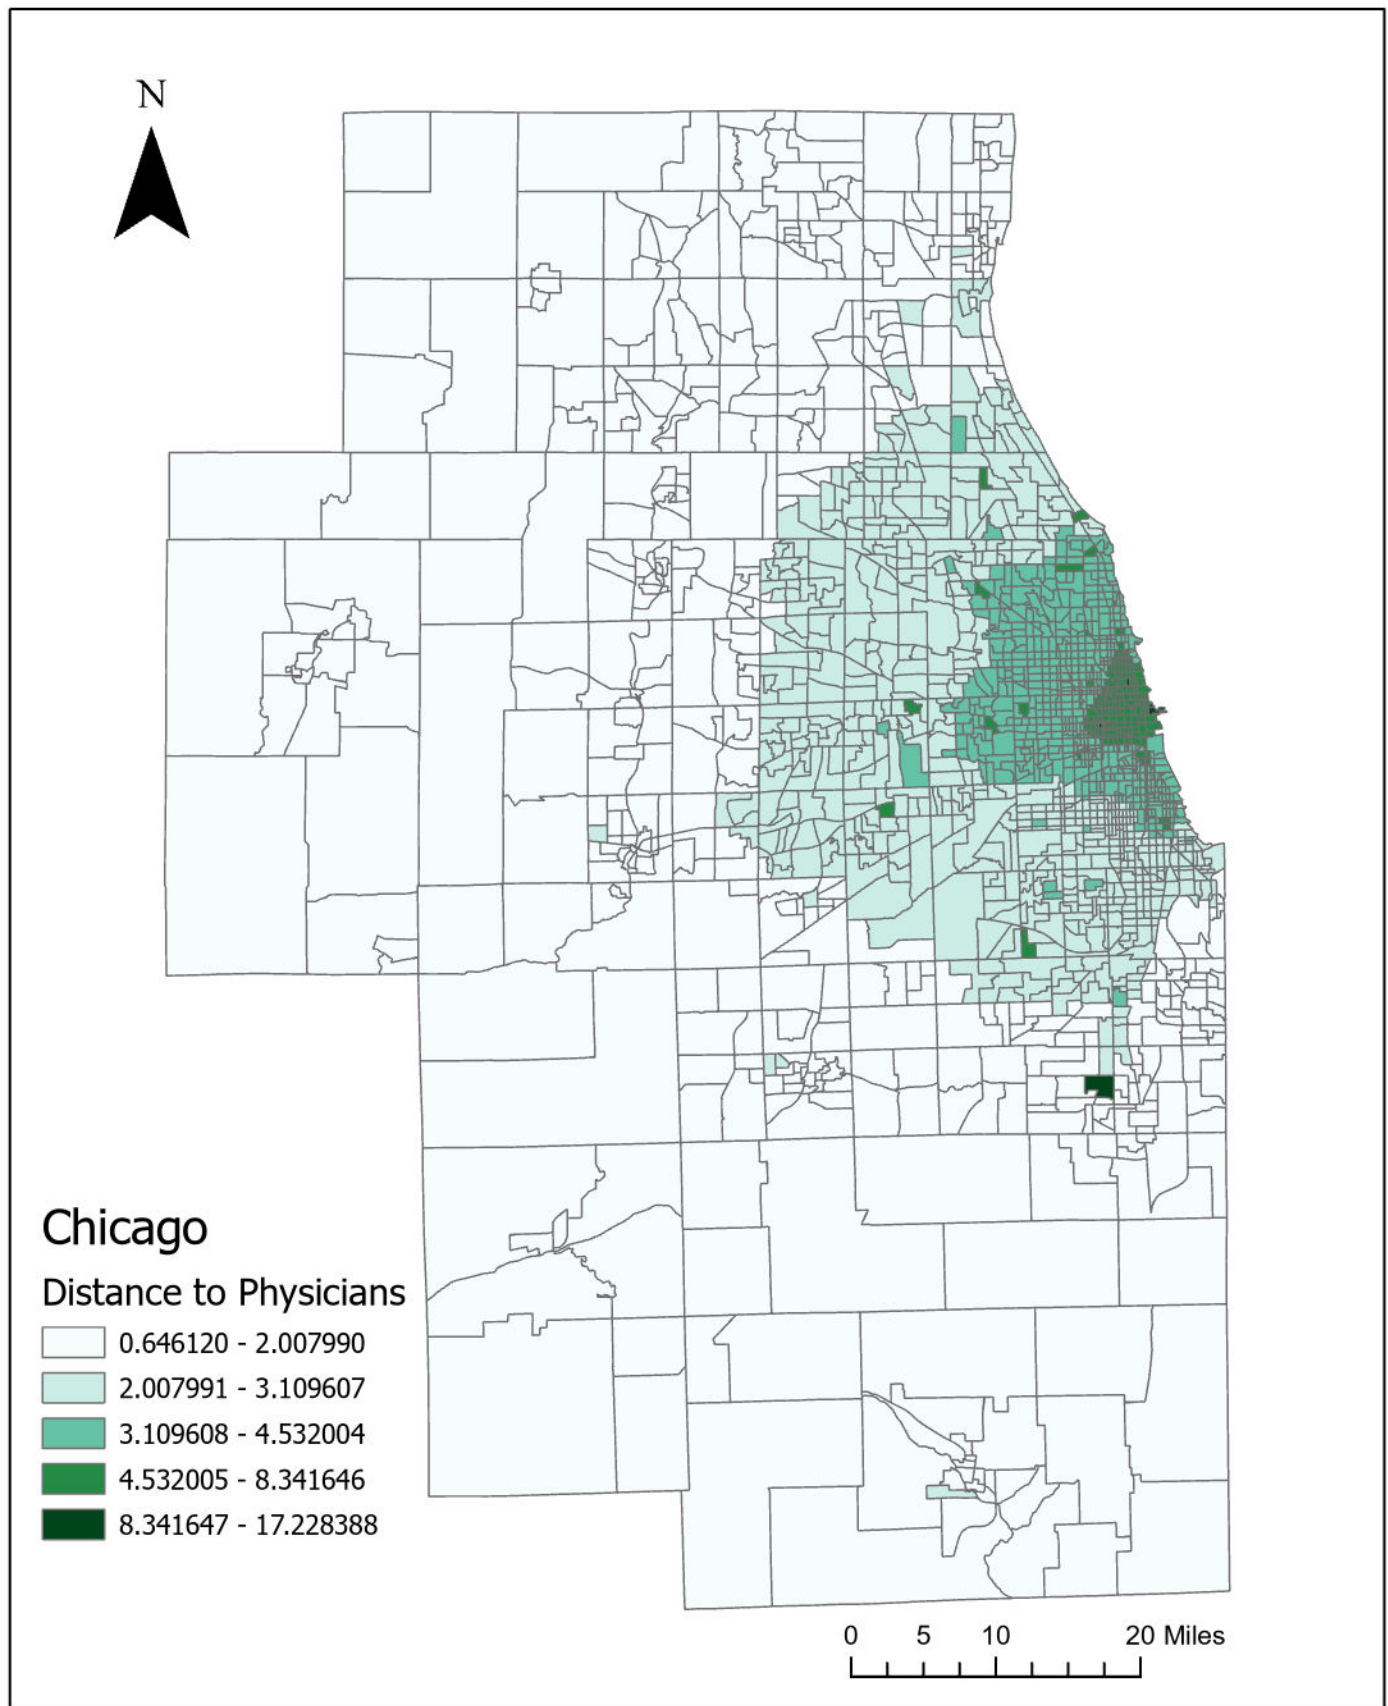 N
Chicago
Distance to Physicians
0.646120 - 2.007990
2.007991 - 3.109607
3.109608 - 4.532004
4.532005 - 8.341646
8.341647 - 17.228388
0 5 10 20 Miles